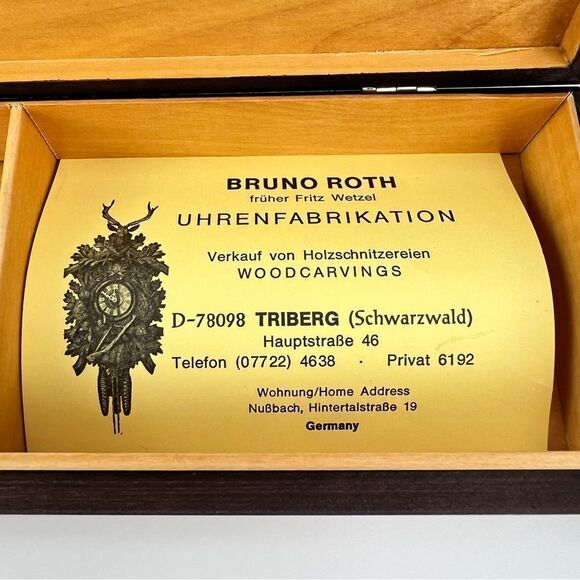 BRUNO ROTH
früher Fritz Wetzel
UHRENFABRIKATION
Verkauf von Holzschnitzereien
WOODCARVINGS
D-78098 TRIBERG (Schwarzwald)
Hauptstraße 46
Telefon (07722) 4638 · Privat 6192
Wohnung/Home Address
Nußbach, Hintertalstraße 19
Germany